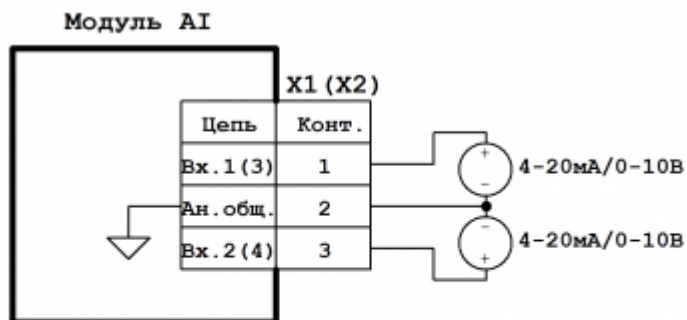 Модуль AI
X1(X2)
Цепь Конт.
Вх.1(3) 1
Ан.общ. 2
Вх.2(4) 3
+
4-20мА/0-10В
-
-
4-20мА/0-10В
+